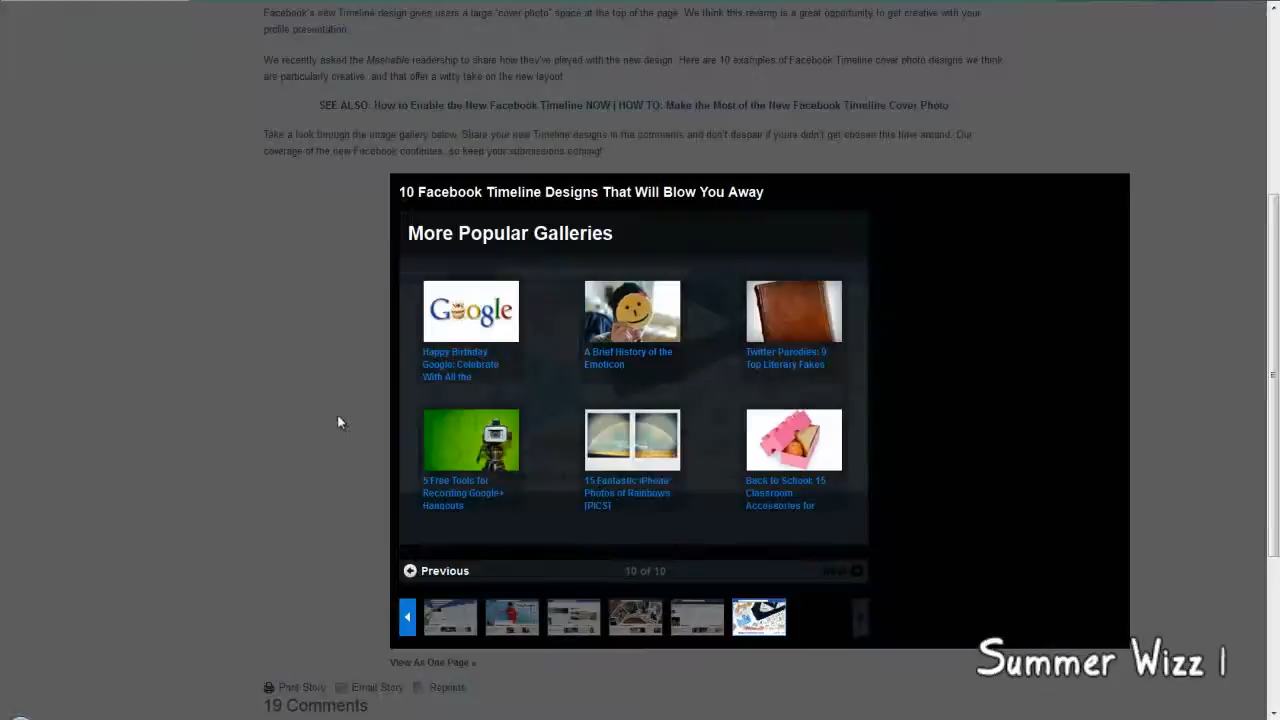 Facebook's new Timeline design gives users a large "cover photo" space at the top of the page. We think this revamp is a great opportunity to get creative with your
profile presentation.
We recently asked the Mashable readership to share how they've played with the new design. Here are 10 examples of Facebook Timeline cover photo designs we think
are particularly creative, and that offer a witty take on the new layout
SEE ALSO: How to Enable the New Facebook Timeline NOW | HOW TO: Make the Most of the New Facebook Timeline Cover Photo
Take a look through the image gallery below. Share your new Timeline designs in the comments and don't despair if youre didn't get chosen this time around. Our
coverage of the new Facebook continues, so keep your submissions coming!
10 Facebook Timeline Designs That Will Blow You Away
More Popular Galleries
Google
Happy Birthday
Google: Celebrate
With All the
A Brief History of the
Emoticon
Twitter Parodies: 9
Top Literary Fakes
5 Free Tools for
Recording Google+
Hangouts
15 Fantastic iPhone
Photos of Rainbows
[PICS]
Back to School: 15
Classroom
Accessories for
Previous
10 of 10
Next
View As One Page »
Print Story
Email Story
Reprints
19 Comments
Summer Wizz 1